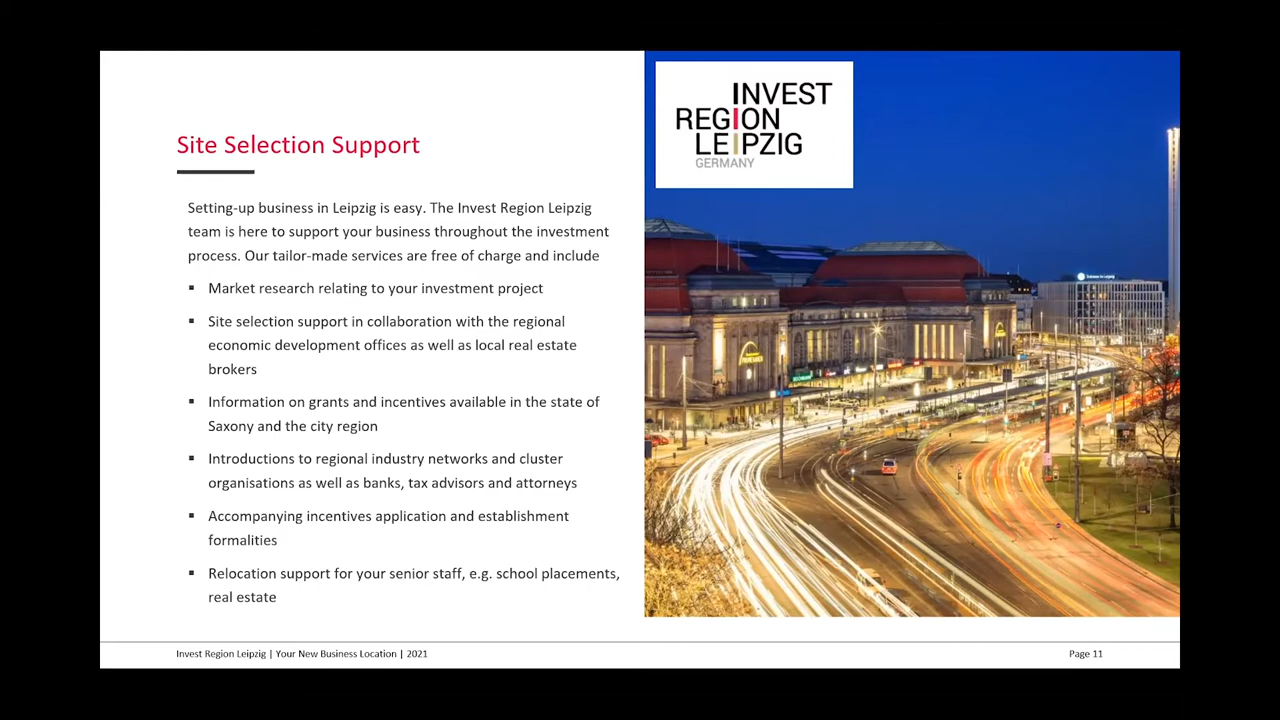 Site Selection Support
Setting-up business in Leipzig is easy. The Invest Region Leipzig
team is here to support your business throughout the investment
process. Our tailor-made services are free of charge and include
▪ Market research relating to your investment project
▪ Site selection support in collaboration with the regional
economic development offices as well as local real estate
brokers
▪ Information on grants and incentives available in the state of
Saxony and the city region
▪ Introductions to regional industry networks and cluster
organisations as well as banks, tax advisors and attorneys
▪ Accompanying incentives application and establishment
formalities
▪ Relocation support for your senior staff, e.g. school placements,
real estate
INVEST
REGION
LEIPZIG
GERMANY
Invest Region Leipzig | Your New Business Location | 2021
Page 11